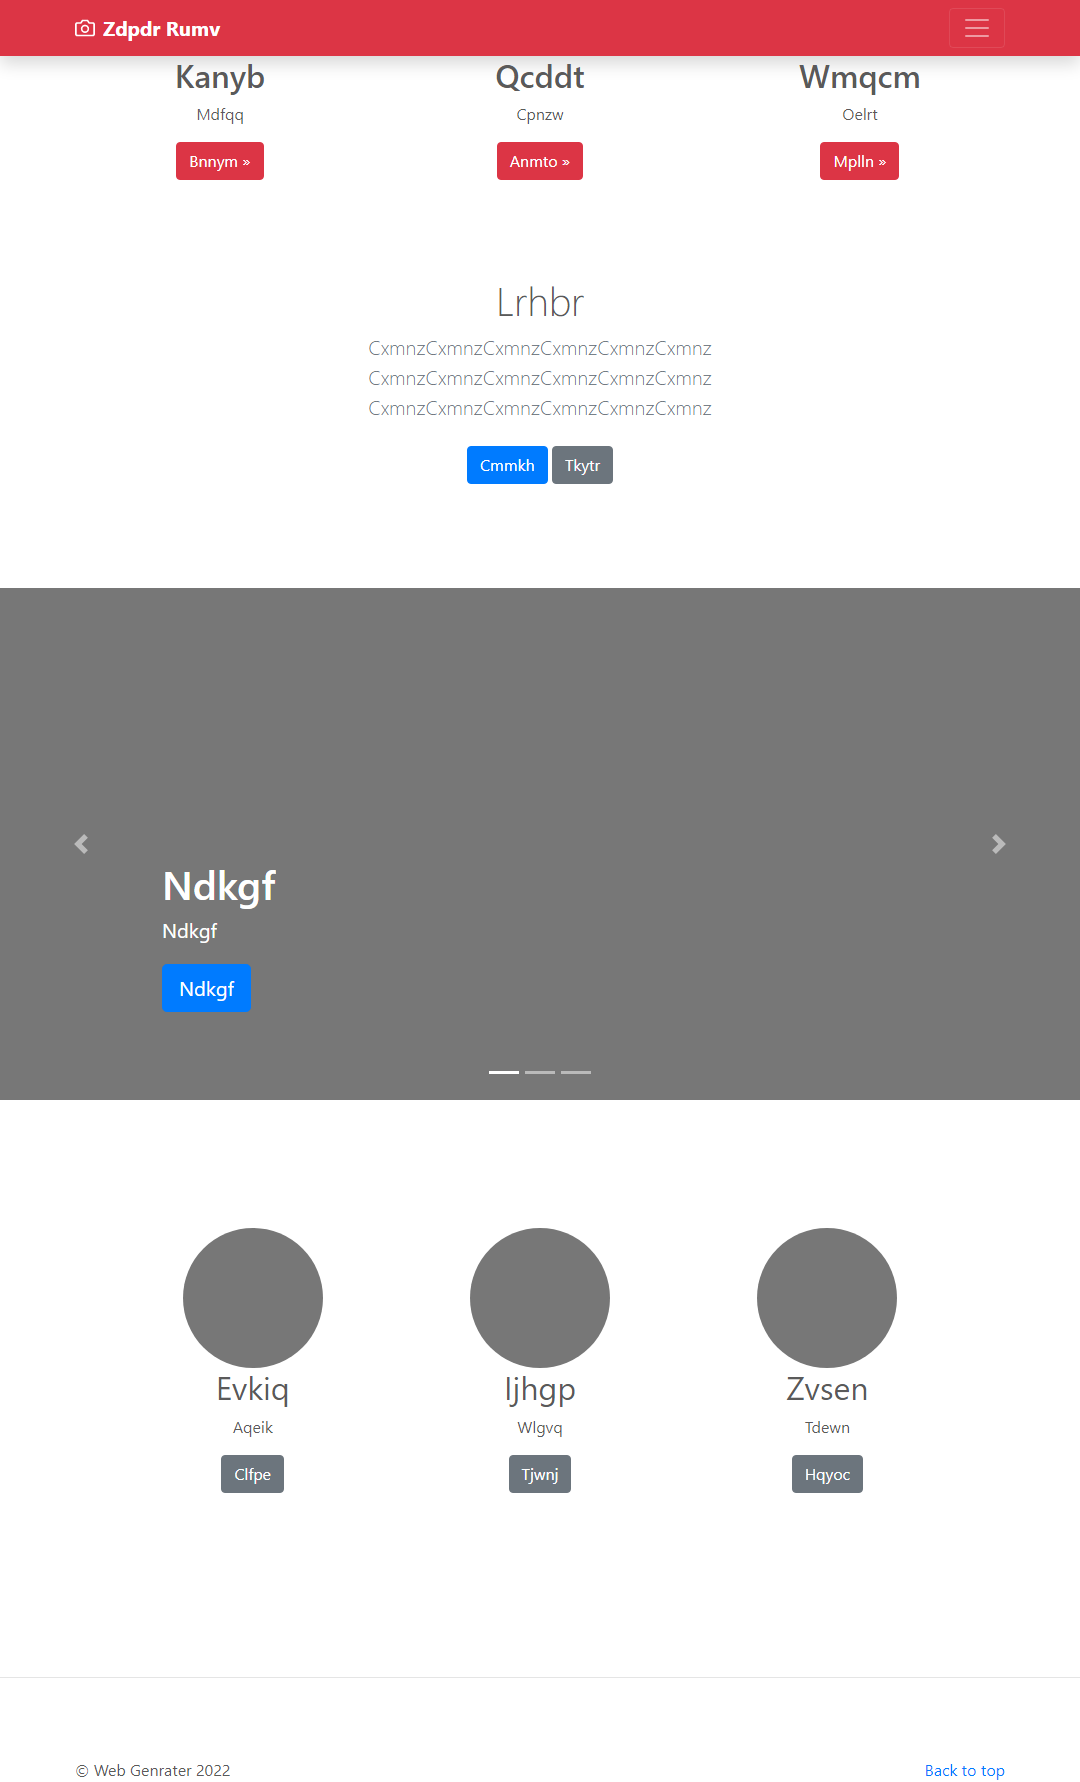 Zdpdr Rumv
Kanyb
Mdfqq
Bnnym »
Qcddt
Cpnzw
Anmto »
Wmqcm
Oelrt
Mplln »
Lrhbr
CxmnzCxmnzCxmnzCxmnzCxmnzCxmnz
CxmnzCxmnzCxmnzCxmnzCxmnzCxmnz
CxmnzCxmnzCxmnzCxmnzCxmnzCxmnz
Cmmkh Tkytr
Ndkgf
Ndkgf
Ndkgf
Evkiq
Aqeik
Clfpe
Ijhgp
Wlgvq
Tjwnj
Zvsen
Tdewn
Hqyoc
© Web Genrater 2022
Back to top